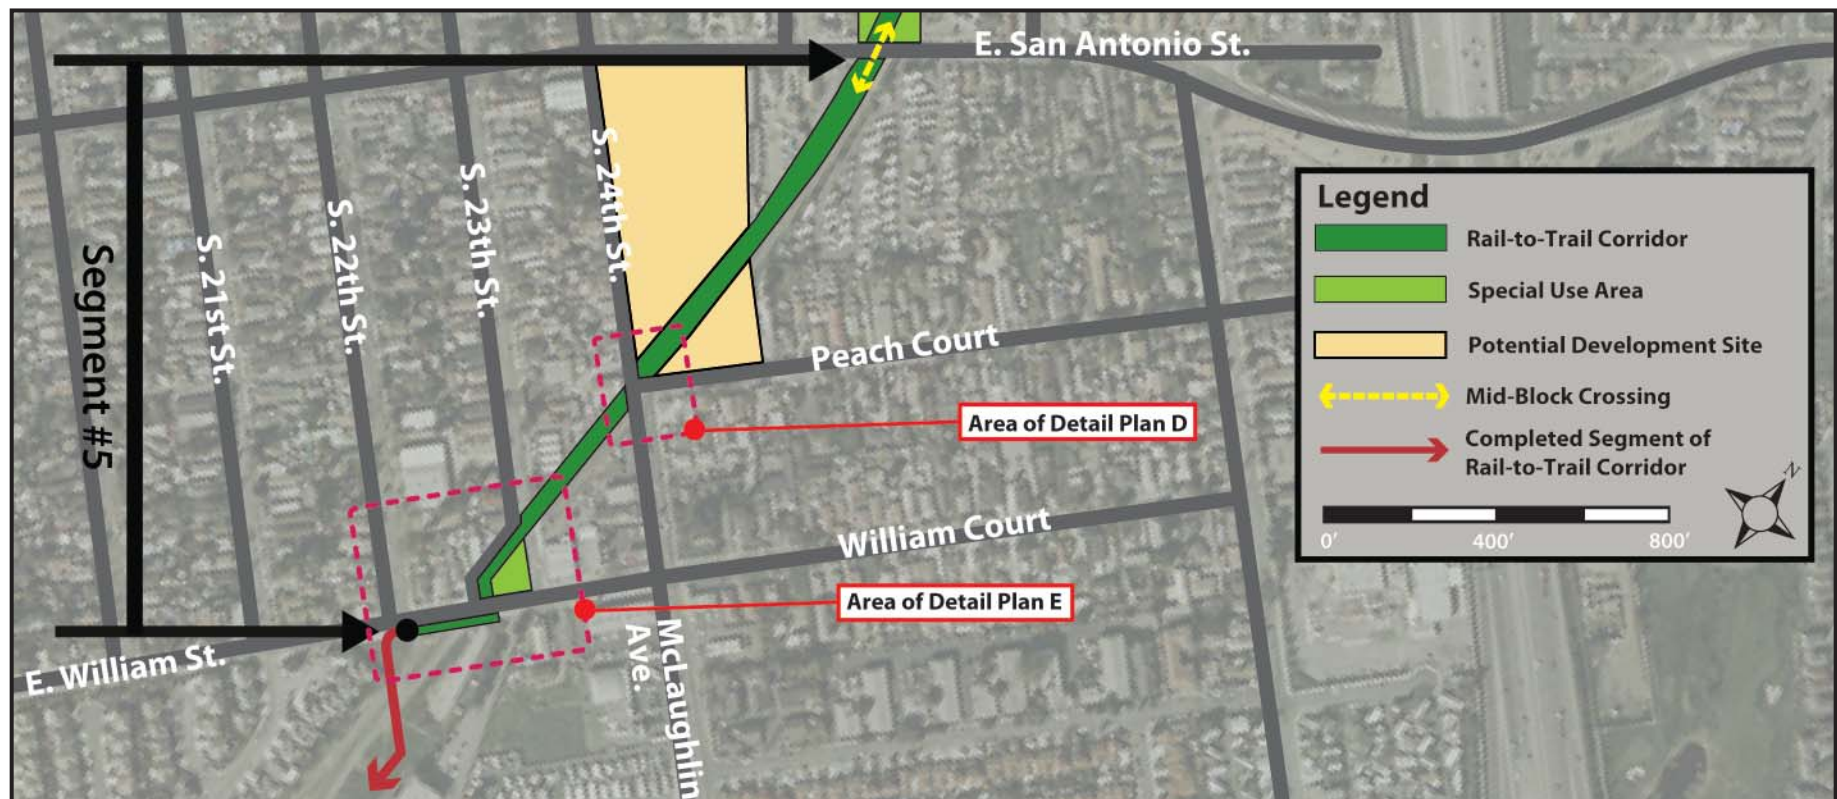 E. San Antonio St.
Segment #5
S. 21st St.
S. 22th St.
S. 23th St.
S. 24th St.
Peach Court
Area of Detail Plan D
William Court
Area of Detail Plan E
E. William St.
McLaughlin
Ave.
Legend
Rail-to-Trail Corridor
Special Use Area
Potential Development Site
Mid-Block Crossing
Completed Segment of
Rail-to-Trail Corridor
N
0' 400' 800'